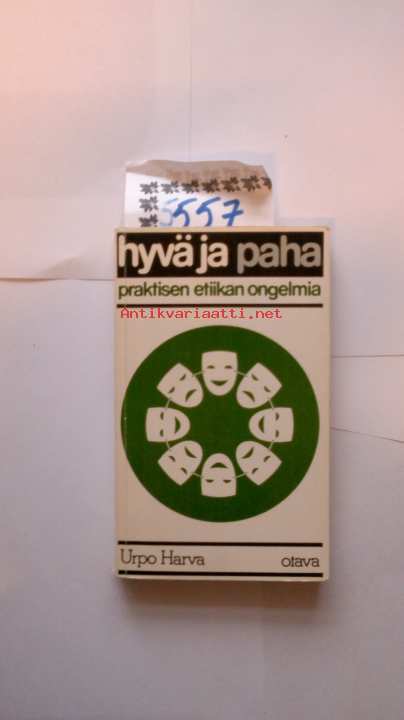 5557
hyvä ja paha
praktisen etiikan ongelmia
Antikvariaatti.net
Urpo Harva otava